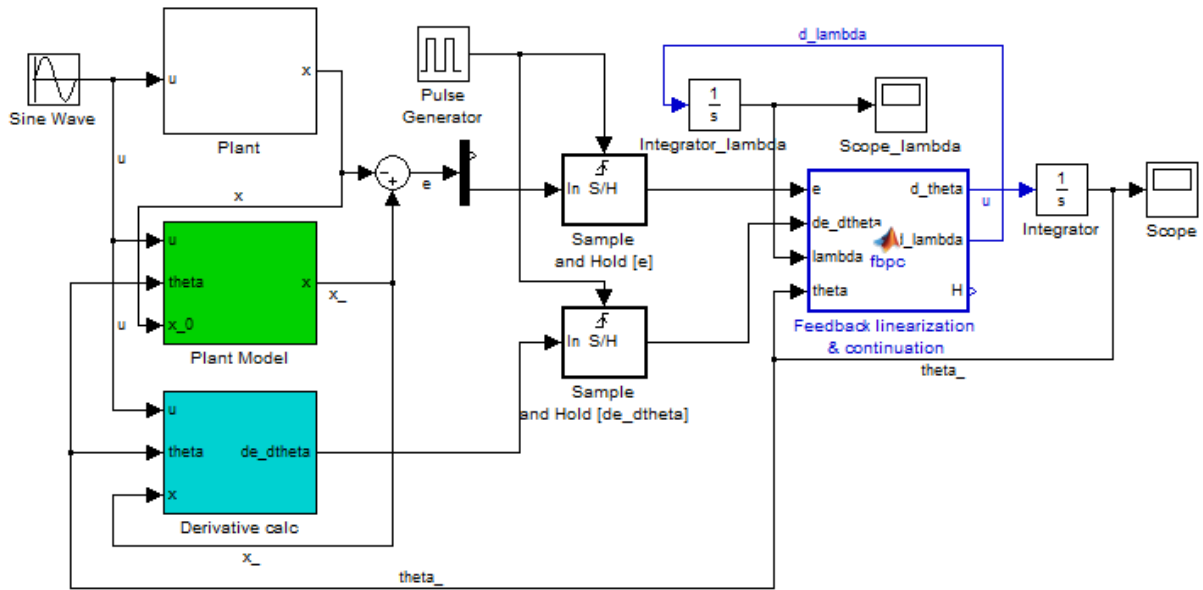 Sine Wave
u
x
Plant
Pulse
Generator
d_lambda
1
s
Integrator_lambda
Scope_lambda
u
x
-
+
e
In S/H
Sample
and Hold [e]
e
de_dtheta
lambda
theta
d_theta
d_lambda
H
fbpc
Feedback linearization
& continuation
u
1
s
Integrator
Scope
u
theta
x_0
x
Plant Model
x_
u
In S/H
Sample
and Hold [de_dtheta]
theta_
u
theta
x
de_dtheta
Derivative calc
x_
theta_